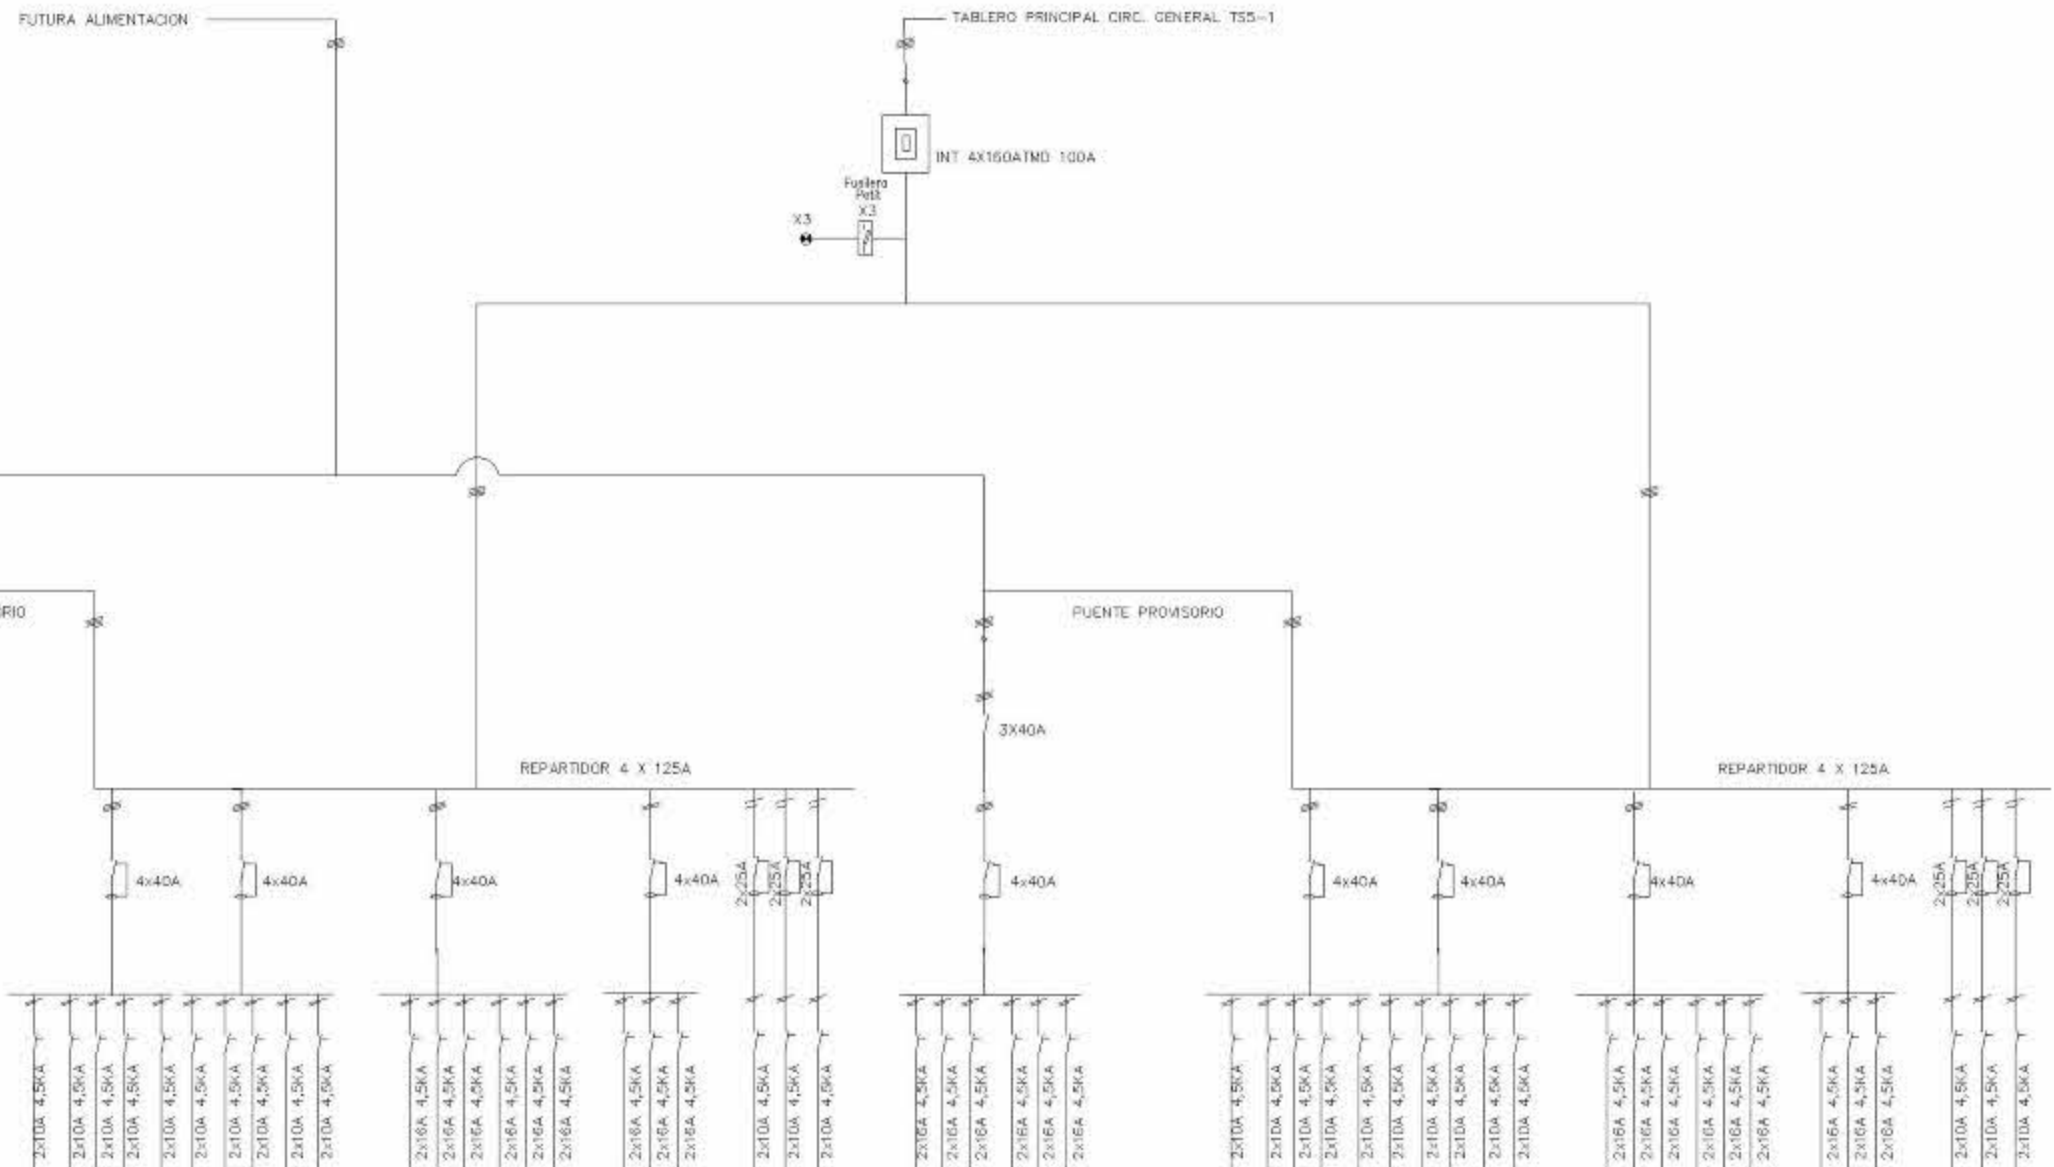 FUTURA ALIMENTACION
TABLERO PRINCIPAL CIRC. GENERAL TS5-1
INT 4X160ATMD 100A
Fusilera
Petit
X3
X3
RIO
PUENTE PROVISORIO
3X40A
REPARTIDOR 4 X 125A
REPARTIDOR 4 X 125A
4x40A
4x40A
4x40A
4x40A
2x25A
2x25A
2x25A
4x40A
4x40A
4x40A
4x40A
4x40A
2x25A
2x25A
2x25A
2x10A 4,5KA
2x10A 4,5KA
2x10A 4,5KA
2x10A 4,5KA
2x10A 4,5KA
2x10A 4,5KA
2x10A 4,5KA
2x10A 4,5KA
2x10A 4,5KA
2x10A 4,5KA
2x16A 4,5KA
2x16A 4,5KA
2x16A 4,5KA
2x16A 4,5KA
2x16A 4,5KA
2x16A 4,5KA
2x16A 4,5KA
2x16A 4,5KA
2x16A 4,5KA
2x10A 4,5KA
2x10A 4,5KA
2x10A 4,5KA
2x16A 4,5KA
2x16A 4,5KA
2x16A 4,5KA
2x16A 4,5KA
2x16A 4,5KA
2x16A 4,5KA
2x10A 4,5KA
2x10A 4,5KA
2x10A 4,5KA
2x10A 4,5KA
2x10A 4,5KA
2x10A 4,5KA
2x10A 4,5KA
2x10A 4,5KA
2x10A 4,5KA
2x10A 4,5KA
2x16A 4,5KA
2x16A 4,5KA
2x16A 4,5KA
2x16A 4,5KA
2x16A 4,5KA
2x16A 4,5KA
2x16A 4,5KA
2x16A 4,5KA
2x16A 4,5KA
2x10A 4,5KA
2x10A 4,5KA
2x10A 4,5KA